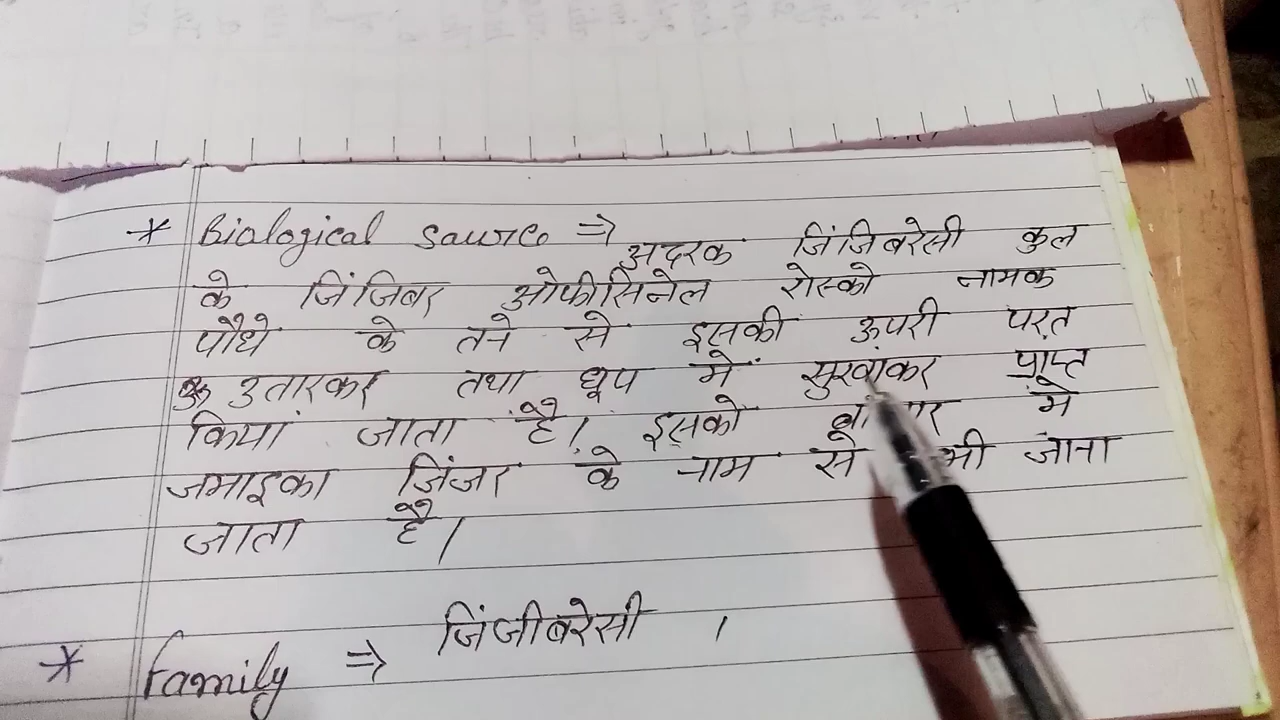 * Biological source ⇒ अदरक जिंजिबरेसी कुल
के जिंजिबर ओफीसिनेल रोस्को नामक
पौधे के तने से इसकी ऊपरी परत
उतारकर तथा धूप में सुखांकर प्राप्त
किया जाता है। इसको में
जमाइका जिंजर के नाम से भी जाना
जाता है।
* Family ⇒ जिंजीबरेसी ।